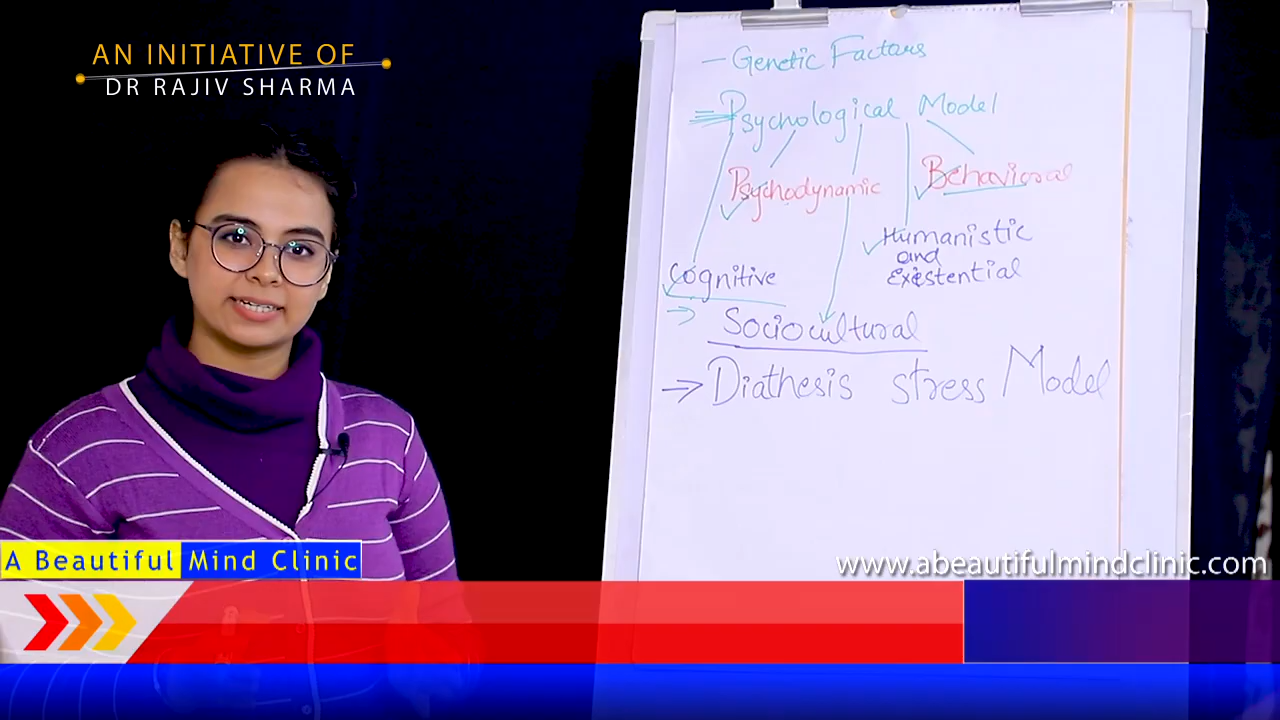 AN INITIATIVE OF
DR RAJIV SHARMA
- Genetic Factors
Psychological Model
Psychodynamic
Behavioral
Humanistic
and
Existential
Cognitive
→ Sociocultural
→ Diathesis stress Model
A Beautiful Mind Clinic
www.abeautifulmindclinic.com